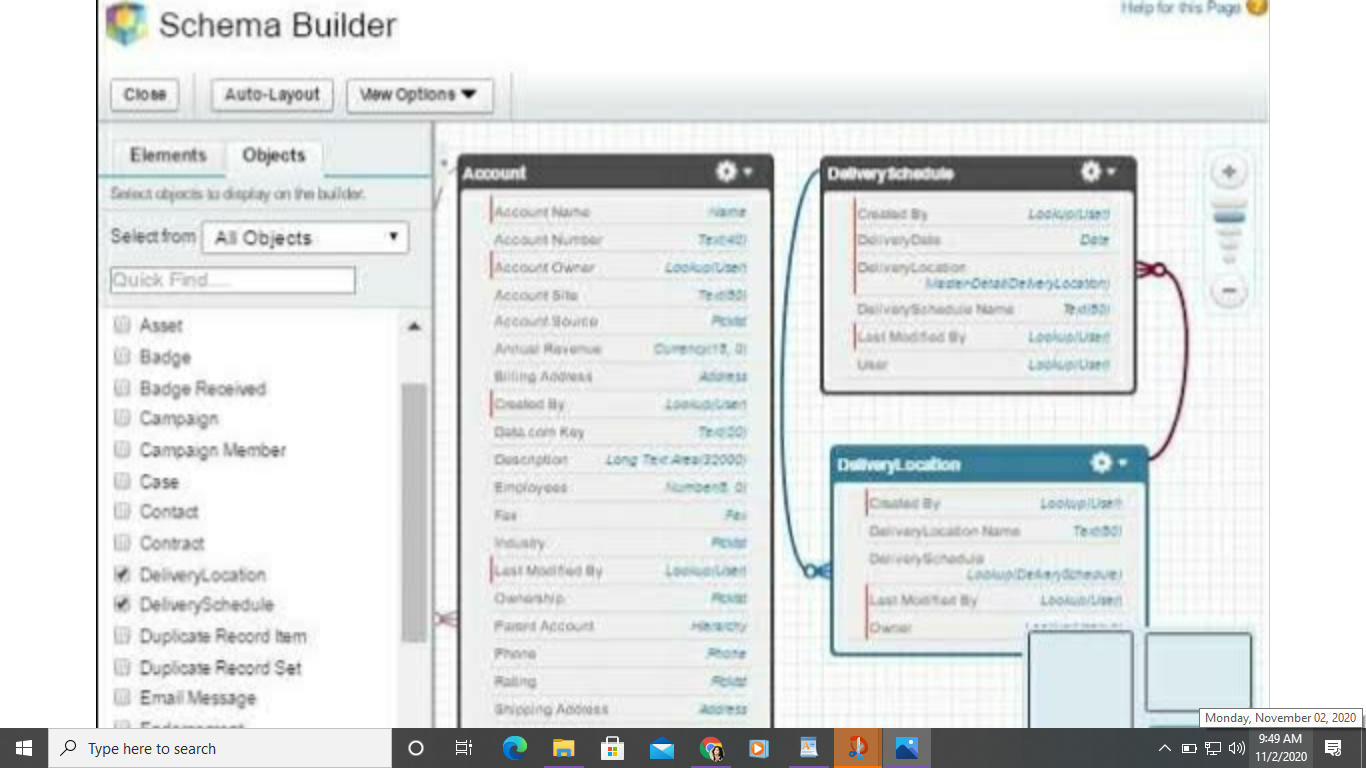 Schema Builder
Help for this Page
Close
Auto-Layout
View Options
Elements
Objects
Select objects to display on the builder.
Select from
All Objects
Quick Find...
Asset
Badge
Badge Received
Campaign
Campaign Member
Case
Contact
Contract
DeliveryLocation
DeliverySchedule
Duplicate Record Item
Duplicate Record Set
Email Message
Account
Account Name Name
Account Number Text(40)
Account Owner Lookup(User)
Account Site Text(80)
Account Source Picklist
Annual Revenue Currency(18, 0)
Billing Address Address
Created By Lookup(User)
Data.com Key Text(20)
Description Long Text Area(32000)
Employees Number(8, 0)
Fax Fax
Industry Picklist
Last Modified By Lookup(User)
Ownership Picklist
Parent Account Hierarchy
Phone Phone
Rating Picklist
Shipping Address Address
DeliverySchedule
Created By Lookup(User)
DeliveryDate Date
DeliveryLocation
Master-Detail(DeliveryLocation)
DeliverySchedule Name Text(80)
Last Modified By Lookup(User)
User Lookup(User)
DeliveryLocation
Created By Lookup(User)
DeliveryLocation Name Text(80)
DeliverySchedule
Lookup(DeliverySchedule)
Last Modified By Lookup(User)
Owner
Monday, November 02, 2020
Type here to search
9:49 AM
11/2/2020